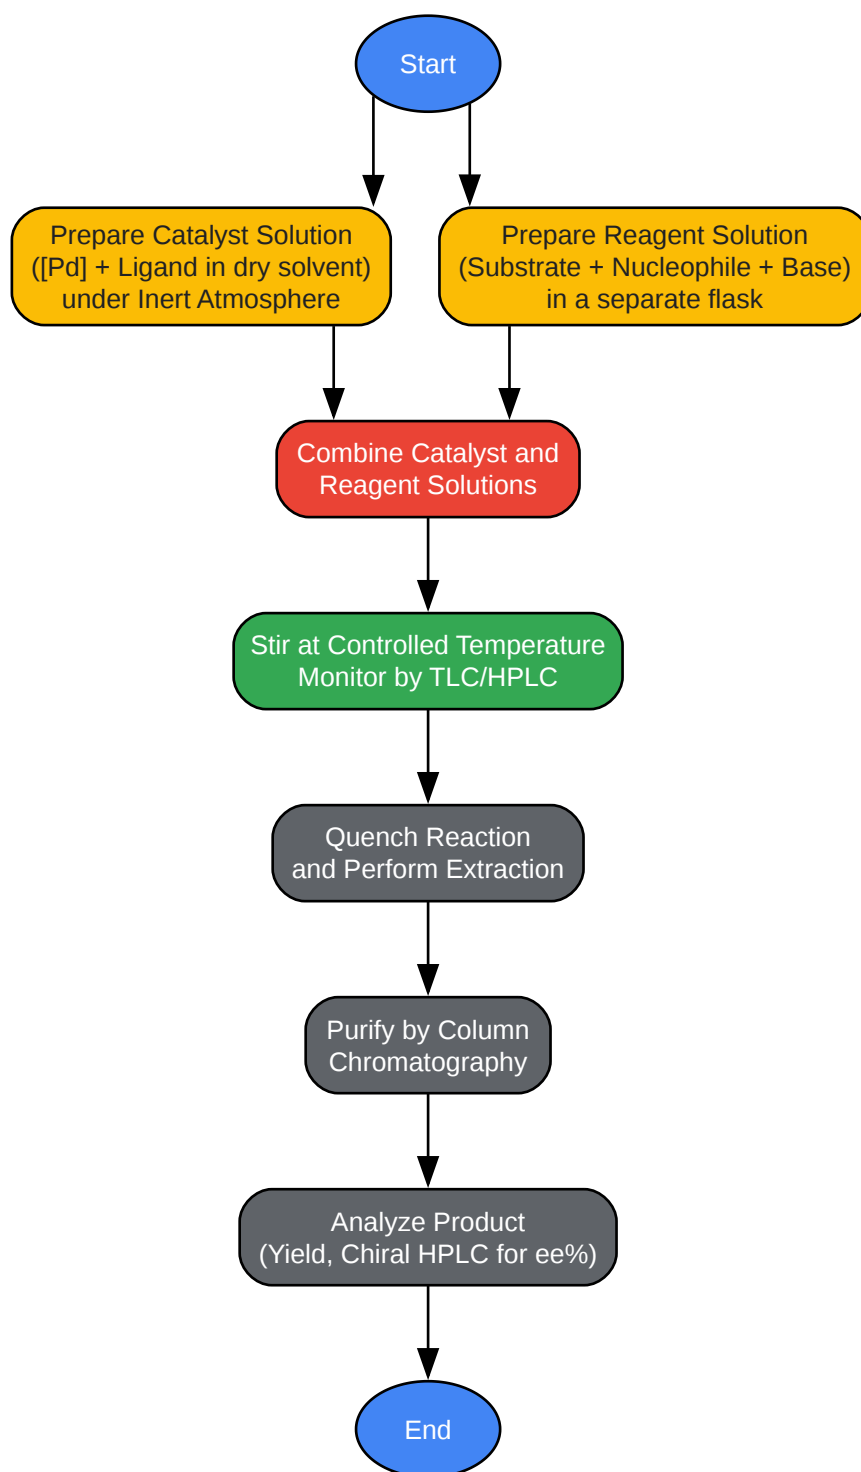 Start
Prepare Catalyst Solution
([Pd] + Ligand in dry solvent)
under Inert Atmosphere
Prepare Reagent Solution
(Substrate + Nucleophile + Base)
in a separate flask
Combine Catalyst and
Reagent Solutions
Stir at Controlled Temperature
Monitor by TLC/HPLC
Quench Reaction
and Perform Extraction
Purify by Column
Chromatography
Analyze Product
(Yield, Chiral HPLC for ee%)
End